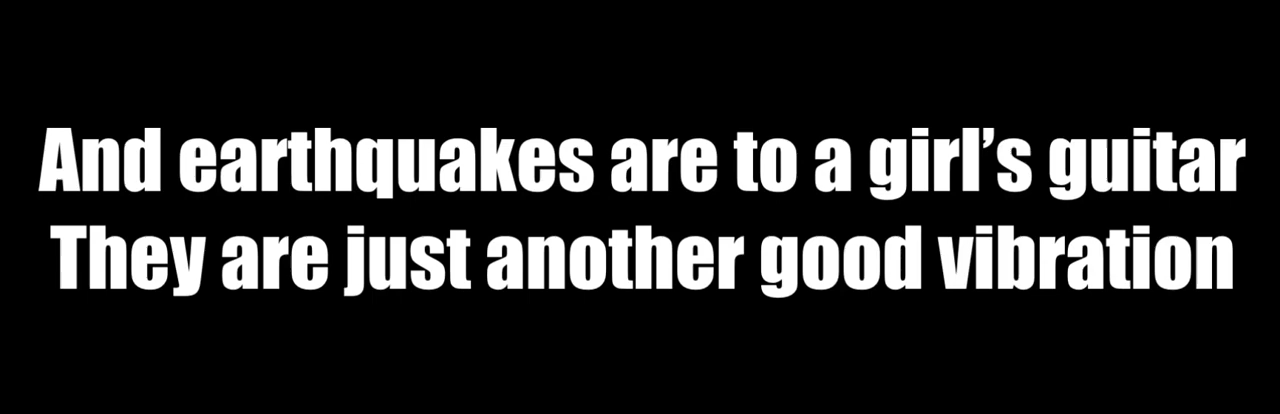 And earthquakes are to a girl’s guitar
They are just another good vibration